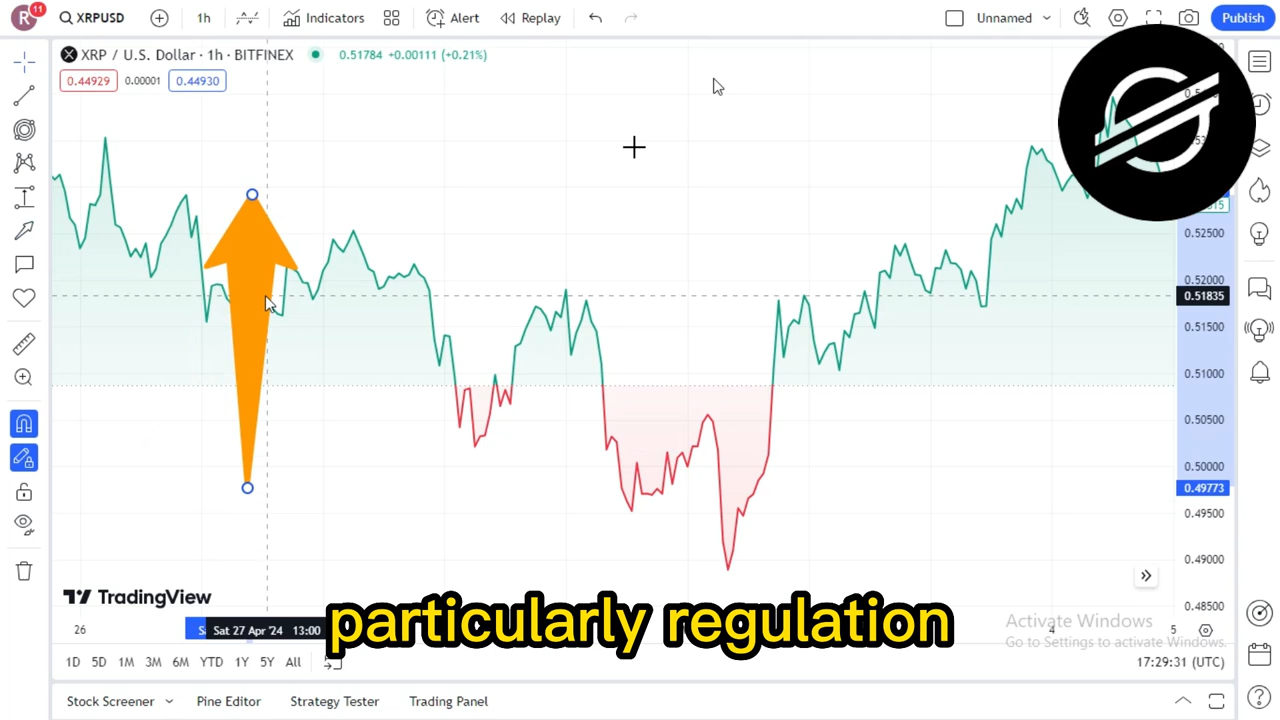 R 11 XRPUSD 1h Indicators Alert Replay Unnamed Publish
XRP / U.S. Dollar · 1h · BITFINEX 0.51784 +0.00111 (+0.21%)
0.44929 0.00001 0.44930
0.52500
0.52000
0.51835
0.51500
0.51000
0.50500
0.50000
0.49773
0.49500
0.49000
TradingView
0.48500
particularly regulation
Activate Windows
Go to Settings to activate Windows.
26 Sat 27 Apr '24 13:00 4 5
1D 5D 1M 3M 6M YTD 1Y 5Y All 17:29:31 (UTC)
Stock Screener Pine Editor Strategy Tester Trading Panel